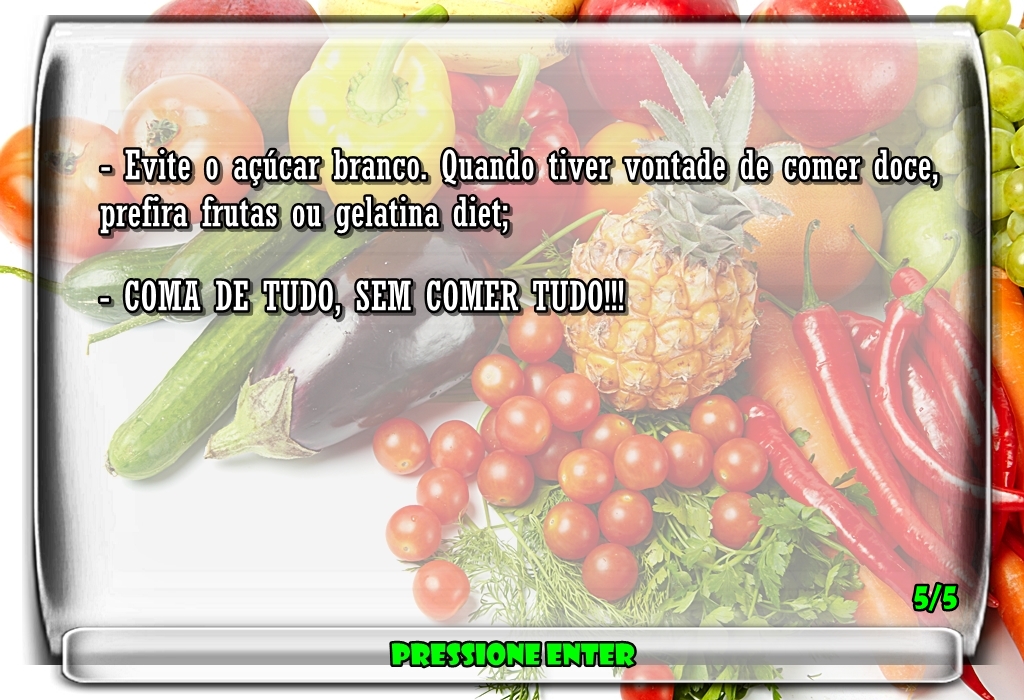 - Evite o açúcar branco. Quando tiver vontade de comer doce,
prefira frutas ou gelatina diet;
- COMA DE TUDO, SEM COMER TUDO!!!
5/5
PRESSIONE ENTER